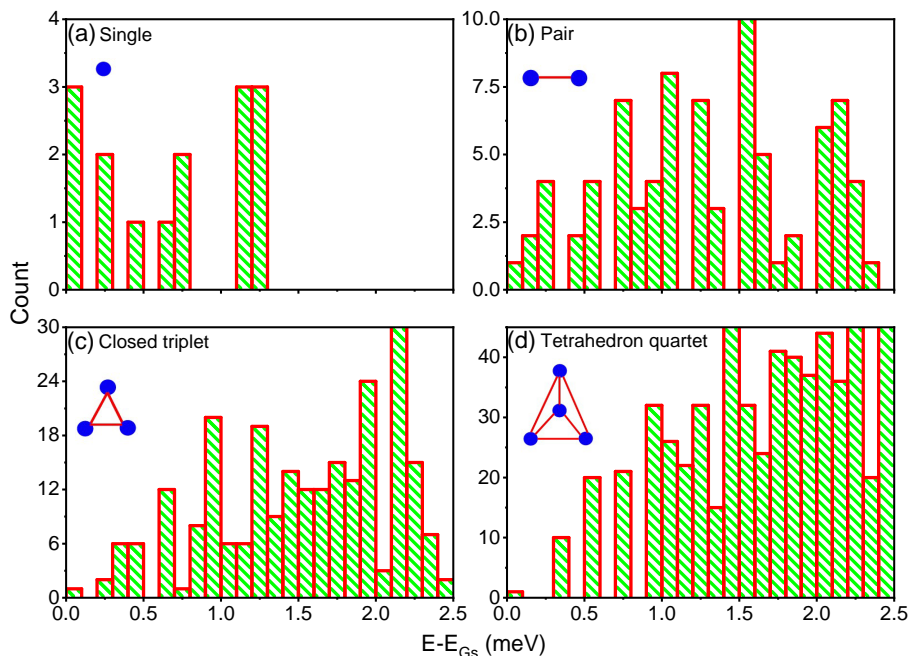 (a) Single
4
3
2
1
0
(b) Pair
10.0
7.5
5.0
2.5
0.0
Count
(c) Closed triplet
30
24
18
12
6
0
0.0 0.5 1.0 1.5 2.0 2.5
(d) Tetrahedron quartet
40
30
20
10
0
0.0 0.5 1.0 1.5 2.0 2.5
E-E_Gs (meV)